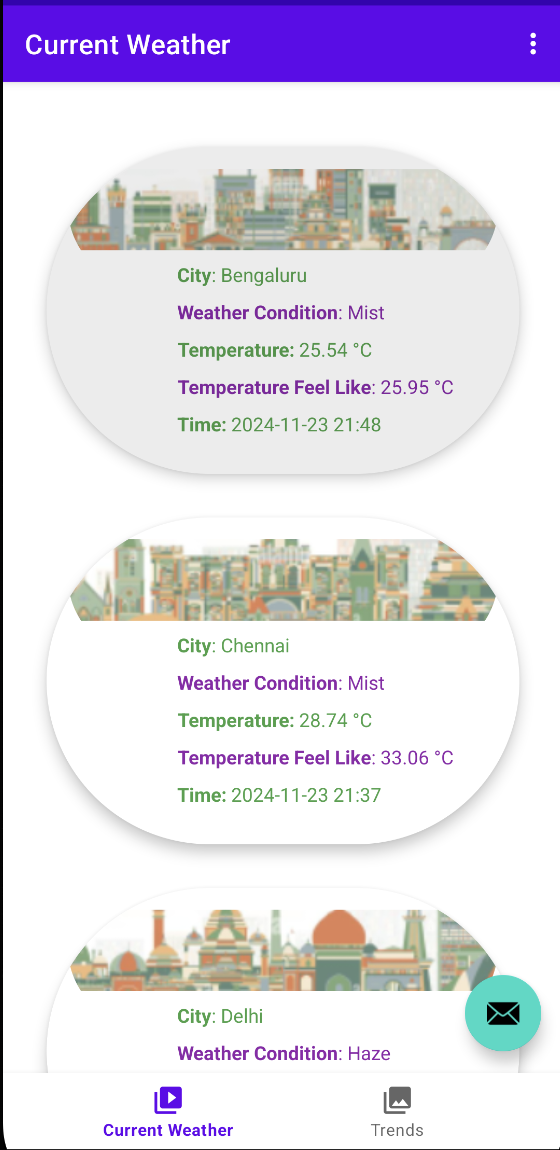 Current Weather
City: Bengaluru
Weather Condition: Mist
Temperature: 25.54 °C
Temperature Feel Like: 25.95 °C
Time: 2024-11-23 21:48
City: Chennai
Weather Condition: Mist
Temperature: 28.74 °C
Temperature Feel Like: 33.06 °C
Time: 2024-11-23 21:37
City: Delhi
Weather Condition: Haze
Current Weather
Trends